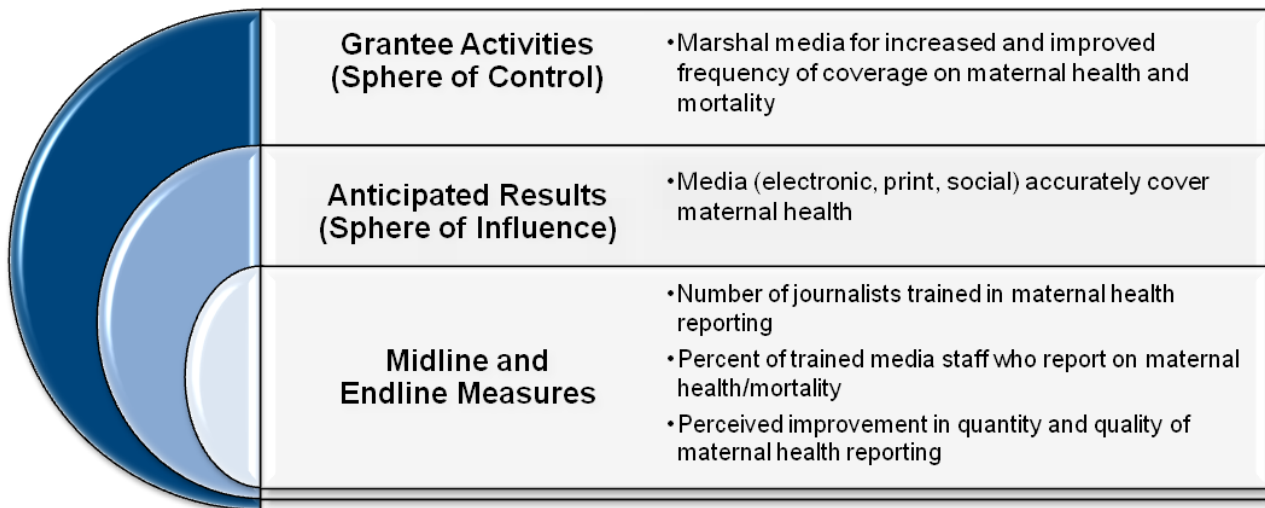 Grantee Activities
(Sphere of Control)
•Marshal media for increased and improved
frequency of coverage on maternal health and
mortality
Anticipated Results
(Sphere of Influence)
•Media (electronic, print, social) accurately cover
maternal health
Midline and
Endline Measures
•Number of journalists trained in maternal health
reporting
•Percent of trained media staff who report on maternal
health/mortality
•Perceived improvement in quantity and quality of
maternal health reporting